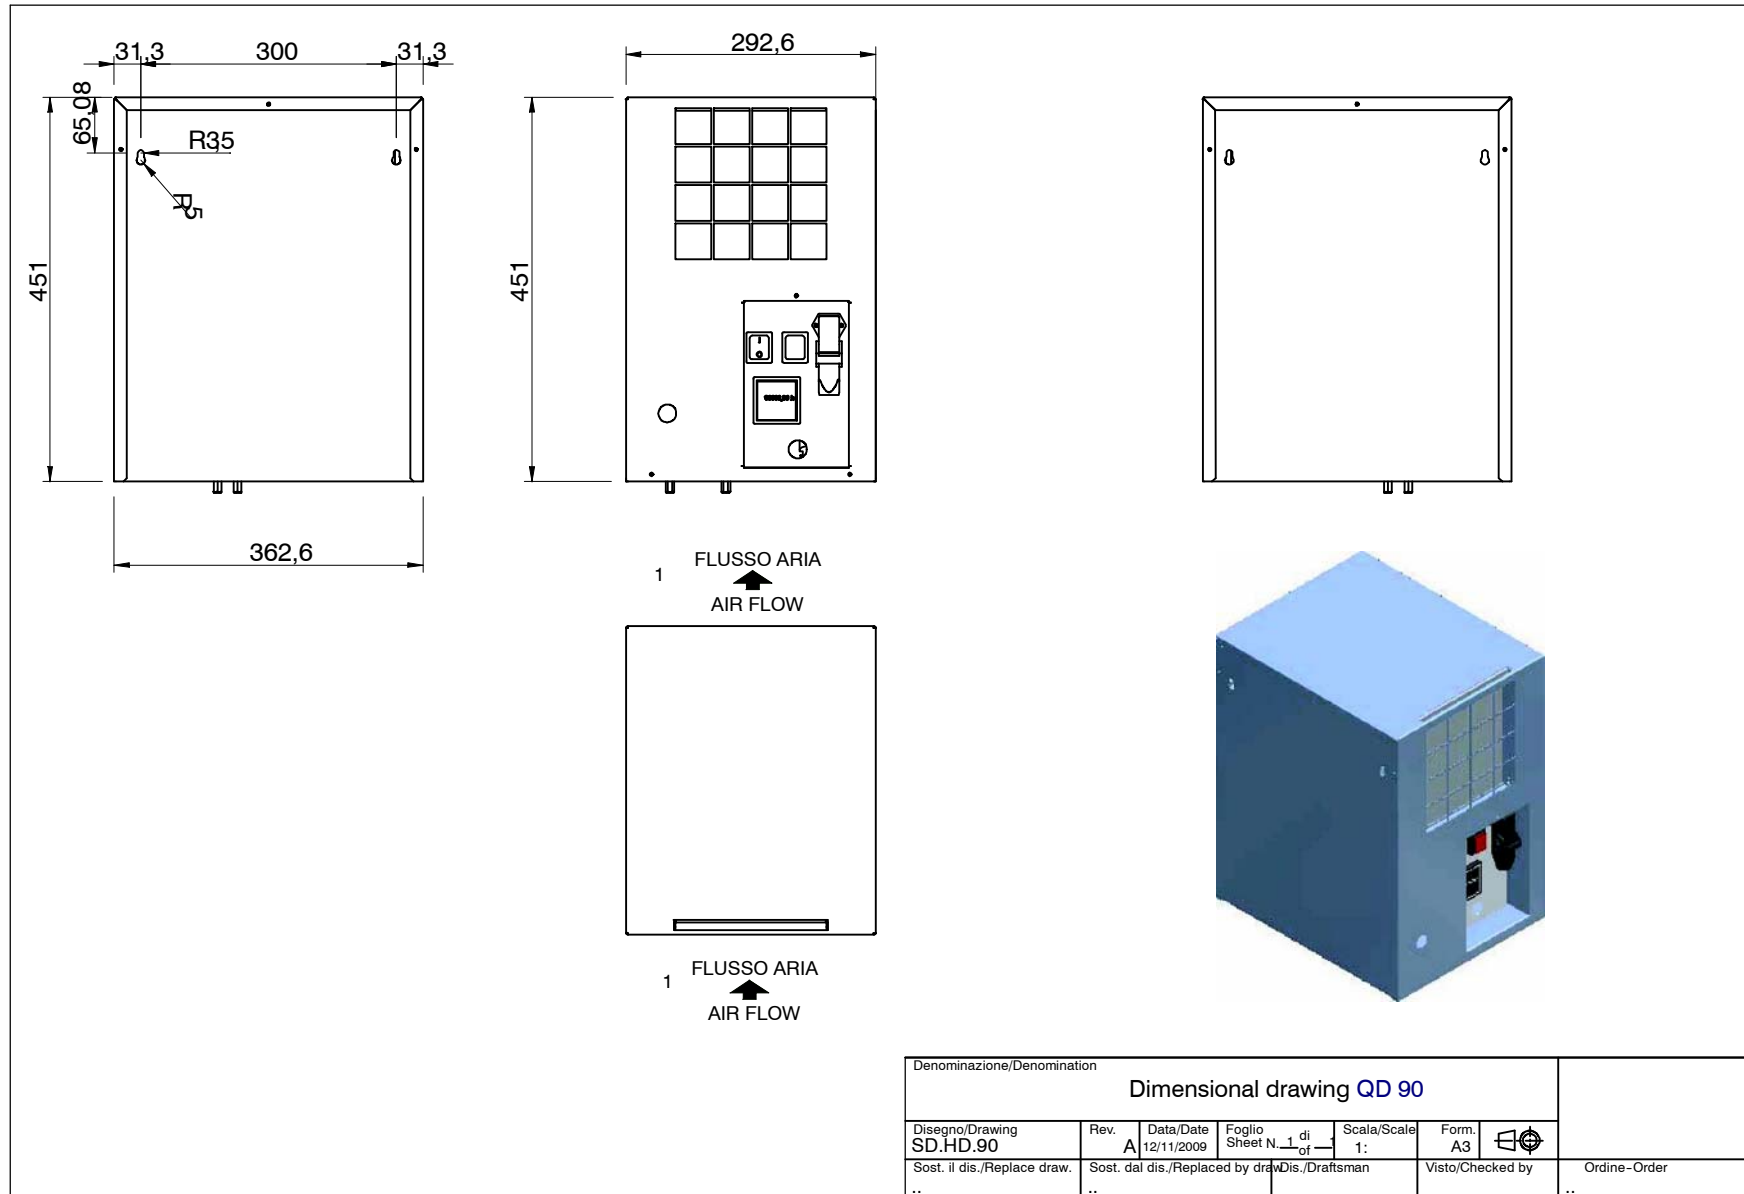 31,3 300 31,3
65,08
R3,5
R5
451
362,6
292,6
451
1 FLUSSO ARIA
AIR FLOW
1 FLUSSO ARIA
AIR FLOW
Denominazione/Denomination
Dimensional drawing QD 90
Disegno/Drawing Rev. Data/Date Foglio di Scala/Scale Form.
SD.HD.90 A 12/11/2009 Sheet N. 1 of 1 1: A3
Sost. il dis./Replace draw. Sost. dal dis./Replaced by draw. Dis./Draftsman Visto/Checked by Ordine-Order